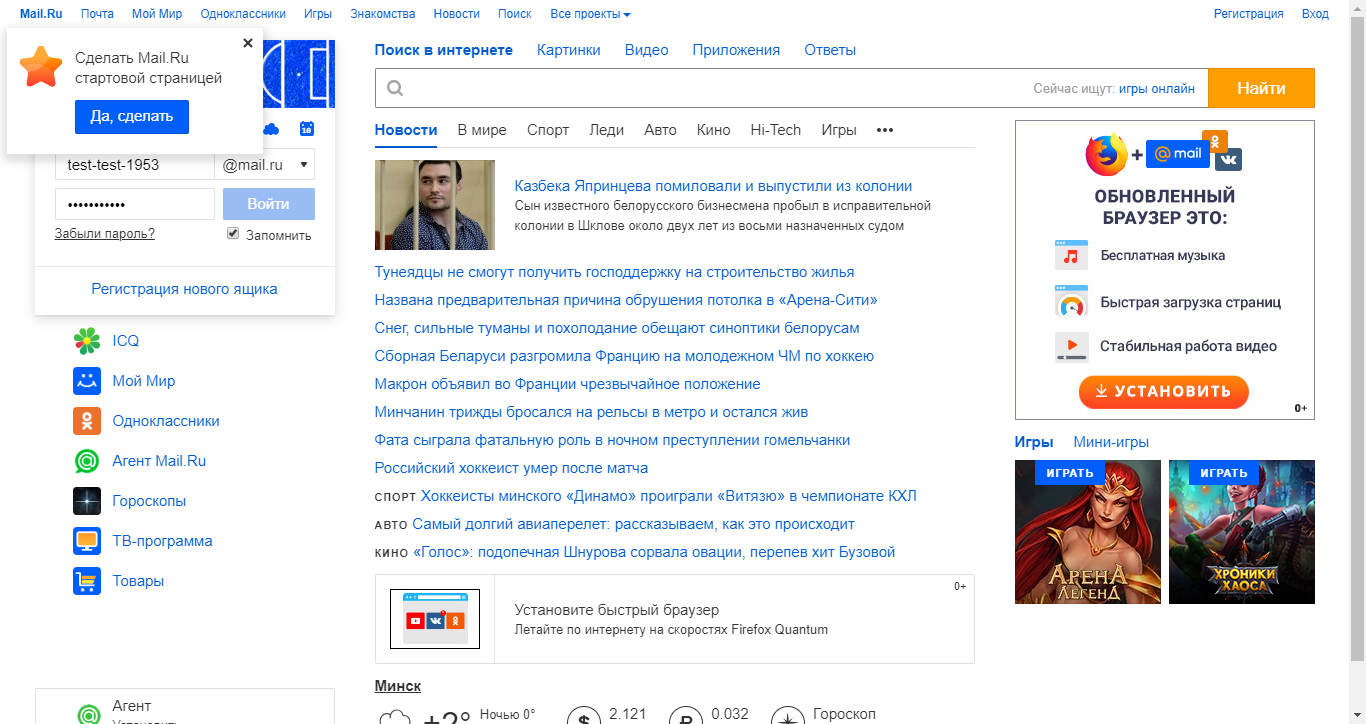 Mail.Ru Почта Мой Мир Одноклассники Игры Знакомства Новости Поиск Все проекты Регистрация Вход
Сделать Mail.Ru
стартовой страницей
Да, сделать
10
test-test-1953 @mail.ru
Войти
Забыли пароль? Запомнить
Регистрация нового ящика
ICQ
Мой Мир
Одноклассники
Агент Mail.Ru
Гороскопы
ТВ-программа
Товары
Агент
Поиск в интернете Картинки Видео Приложения Ответы
Сейчас ищут: игры онлайн Найти
Новости В мире Спорт Леди Авто Кино Hi-Tech Игры •••
Казбека Япринцева помиловали и выпустили из колонии
Сын известного белорусского бизнесмена пробыл в исправительной
колонии в Шклове около двух лет из восьми назначенных судом
Тунеядцы не смогут получить господдержку на строительство жилья
Названа предварительная причина обрушения потолка в «Арена-Сити»
Снег, сильные туманы и похолодание обещают синоптики белорусам
Сборная Беларуси разгромила Францию на молодежном ЧМ по хоккею
Макрон объявил во Франции чрезвычайное положение
Минчанин трижды бросался на рельсы в метро и остался жив
Фата сыграла фатальную роль в ночном преступлении гомельчанки
Российский хоккеист умер после матча
СПОРТ Хоккеисты минского «Динамо» проиграли «Витязю» в чемпионате КХЛ
АВТО Самый долгий авиаперелет: рассказываем, как это происходит
КИНО «Голос»: подопечная Шнурова сорвала овации, перепев хит Бузовой
0+
Установите быстрый браузер
Летайте по интернету на скоростях Firefox Quantum
Минск
+2° Ночью 0° $ 2.121 ₽ 0.032 Гороскоп
+ @mail
ОБНОВЛЕННЫЙ
БРАУЗЕР ЭТО:
Бесплатная музыка
Быстрая загрузка страниц
Стабильная работа видео
УСТАНОВИТЬ
0+
Игры Мини-игры
ИГРАТЬ ИГРАТЬ
АРЕНА
ЛЕГЕНД
ХРОНИКИ
ХАОСА